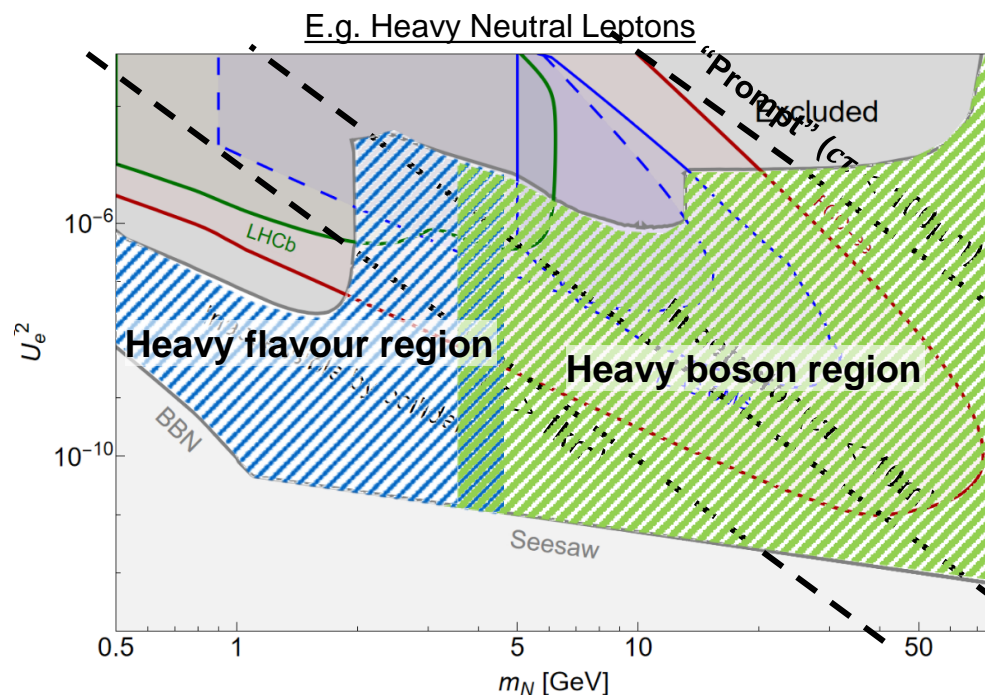 E.g. Heavy Neutral Leptons
“Prompt” (cτ
Excluded
10⁻⁶
LHCb
U_e²
Heavy flavour region
Heavy boson region
BBN
10⁻¹⁰
Seesaw
0.5 1 5 10 50
m_N [GeV]